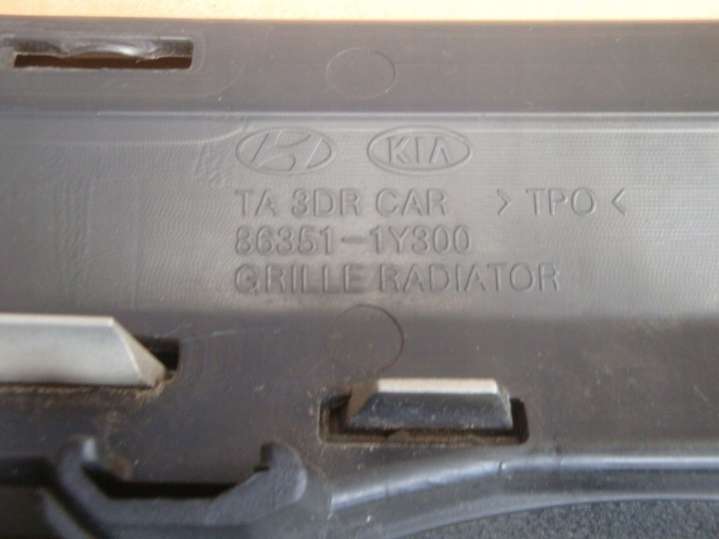 KIA
TA 3DR CAR >TPO<
86351-1Y300
GRILLE RADIATOR